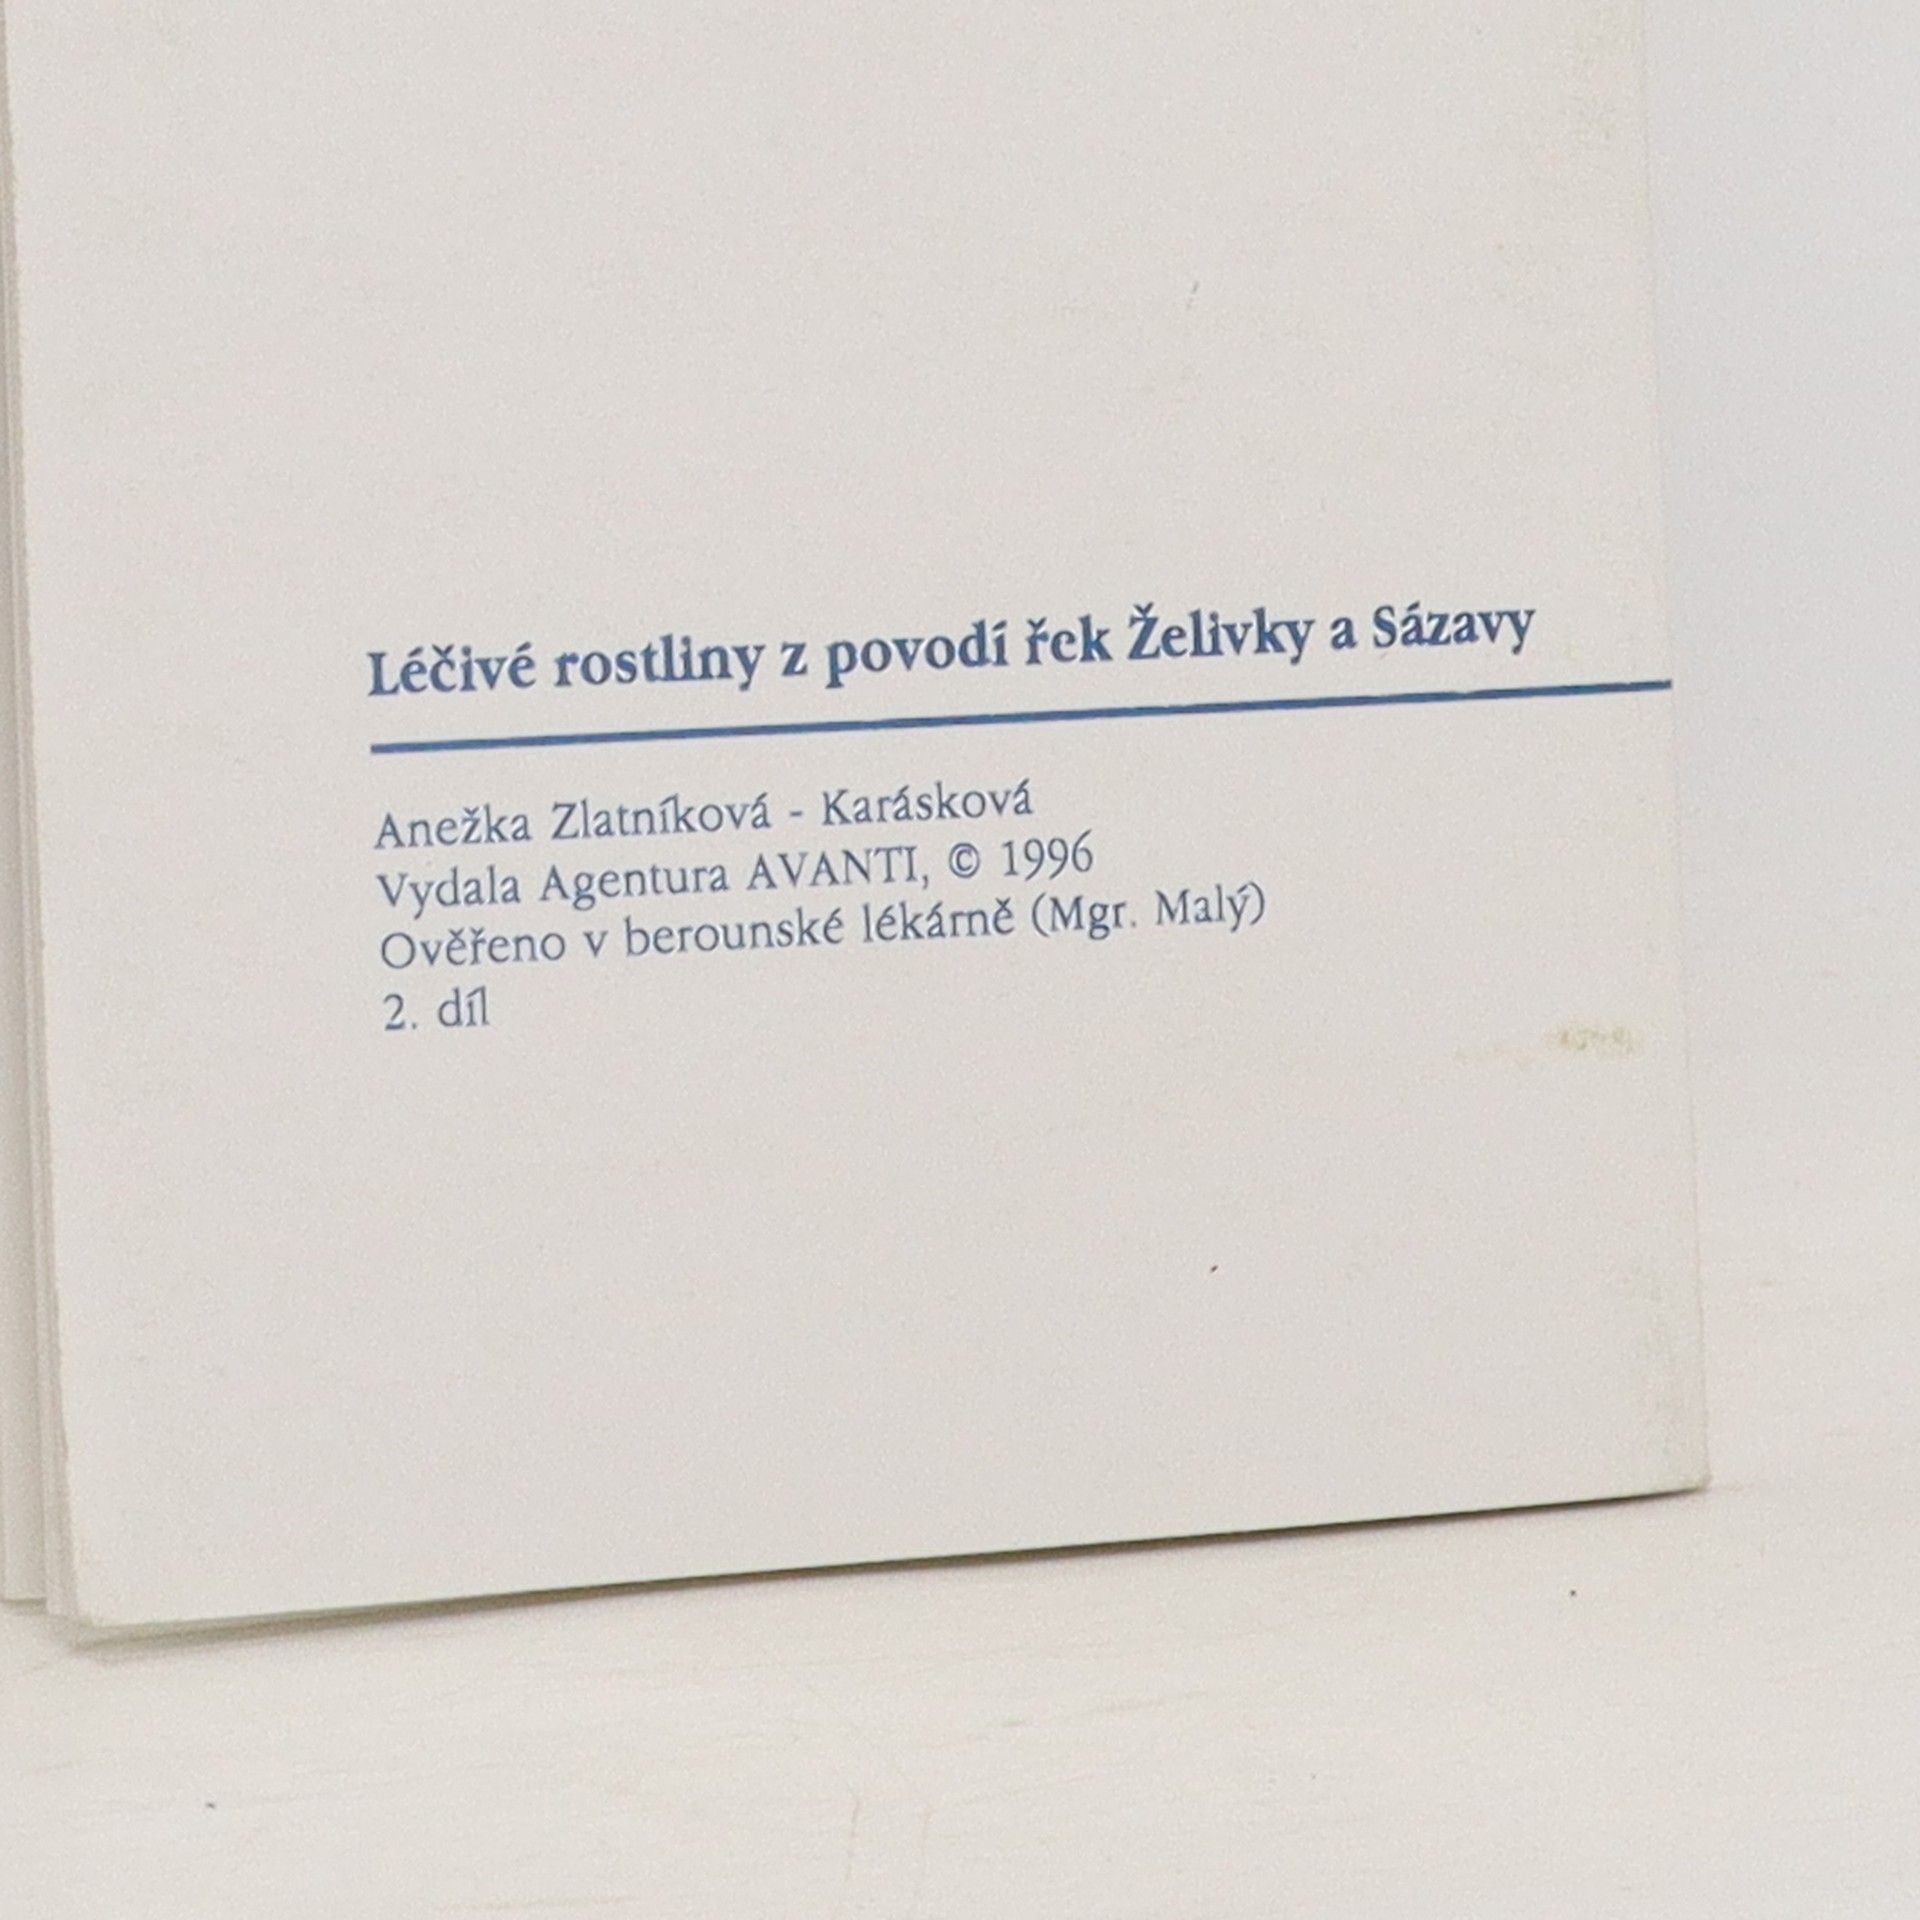 Léčivé rostliny z povodí řek Želivky a Sázavy
Anežka Zlatníková - Karásková
Vydala Agentura AVANTI, © 1996
Ověřeno v berounské lékárně (Mgr. Malý)
2. díl